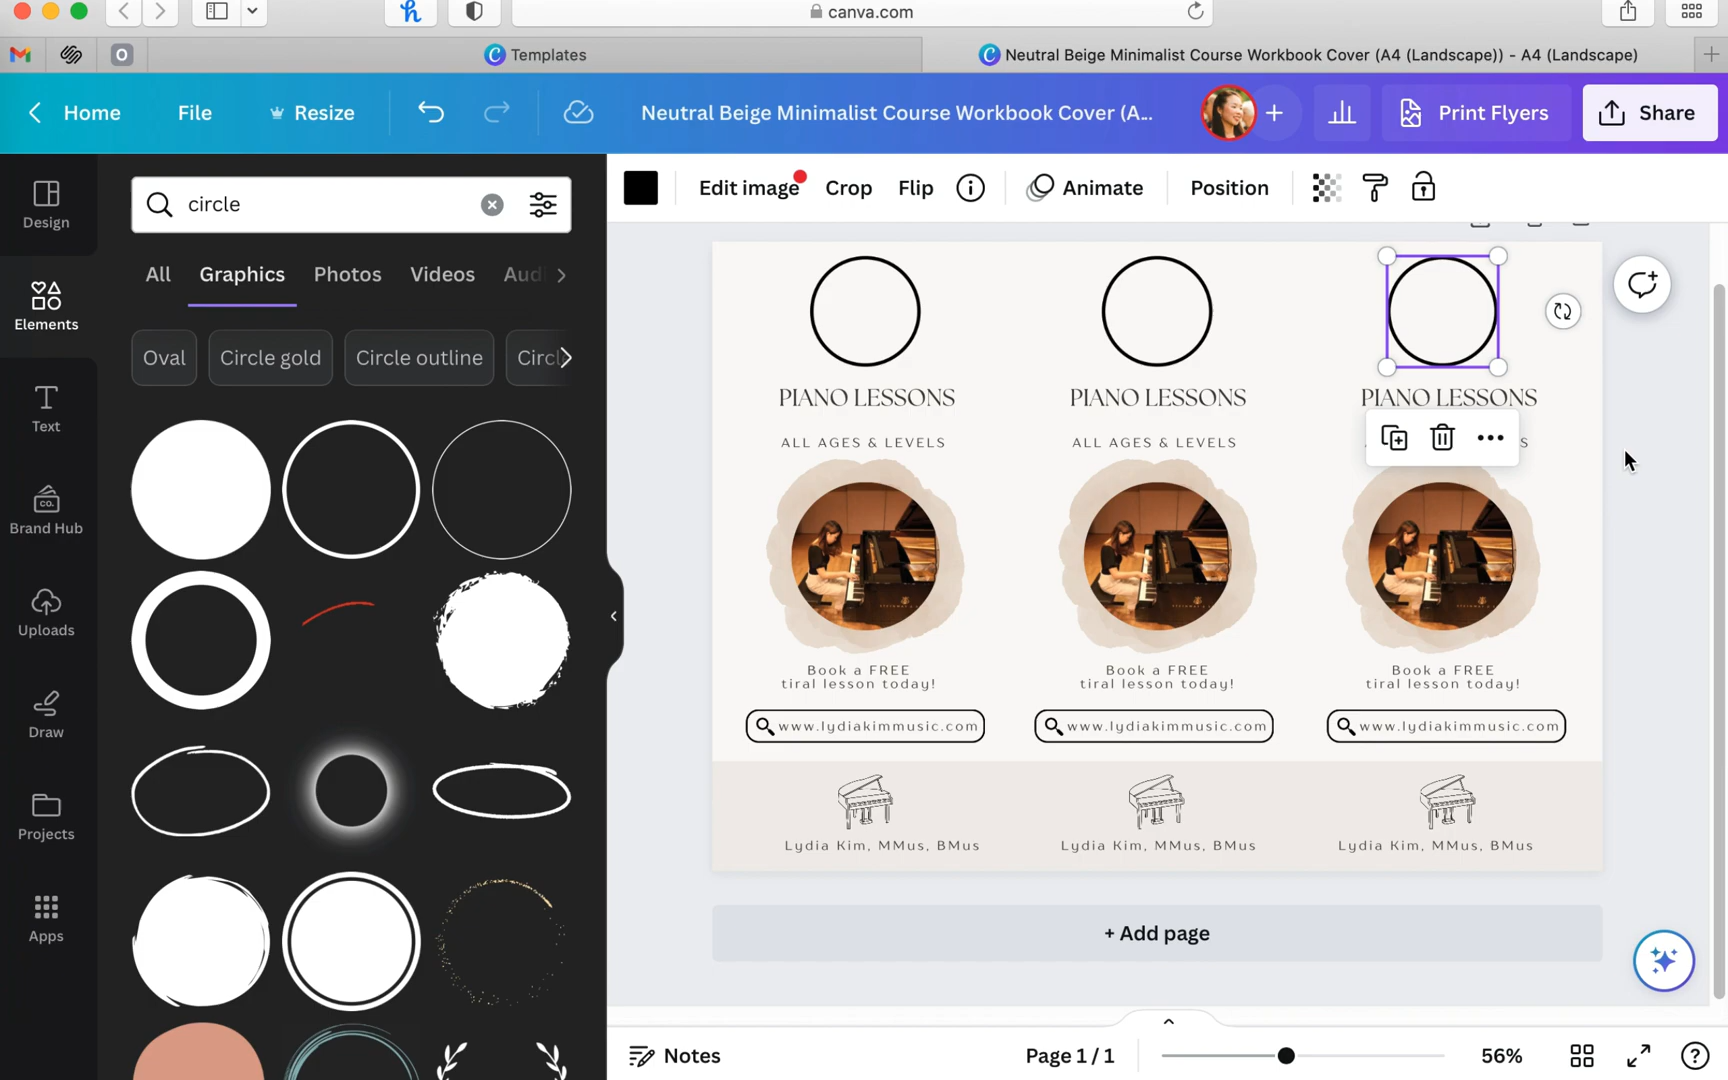 canva.com
O
Templates
Neutral Beige Minimalist Course Workbook Cover (A4 (Landscape)) - A4 (Landscape)
Home
File
Resize
Neutral Beige Minimalist Course Workbook Cover (A...
Print Flyers
Share
Design
Elements
Text
CO.
Brand Hub
Uploads
Draw
Projects
Apps
circle
All
Graphics
Photos
Videos
Oval
Circle gold
Circle outline
Edit image
Crop
Flip
Animate
Position
PIANO LESSONS
ALL AGES & LEVELS
Book a FREE
tiral lesson today!
www.lydiakimmusic.com
Lydia Kim, MMus, BMus
PIANO LESSONS
ALL AGES & LEVELS
Book a FREE
tiral lesson today!
www.lydiakimmusic.com
Lydia Kim, MMus, BMus
PIANO LESSONS
Book a FREE
tiral lesson today!
www.lydiakimmusic.com
Lydia Kim, MMus, BMus
+ Add page
Notes
Page 1 / 1
56%